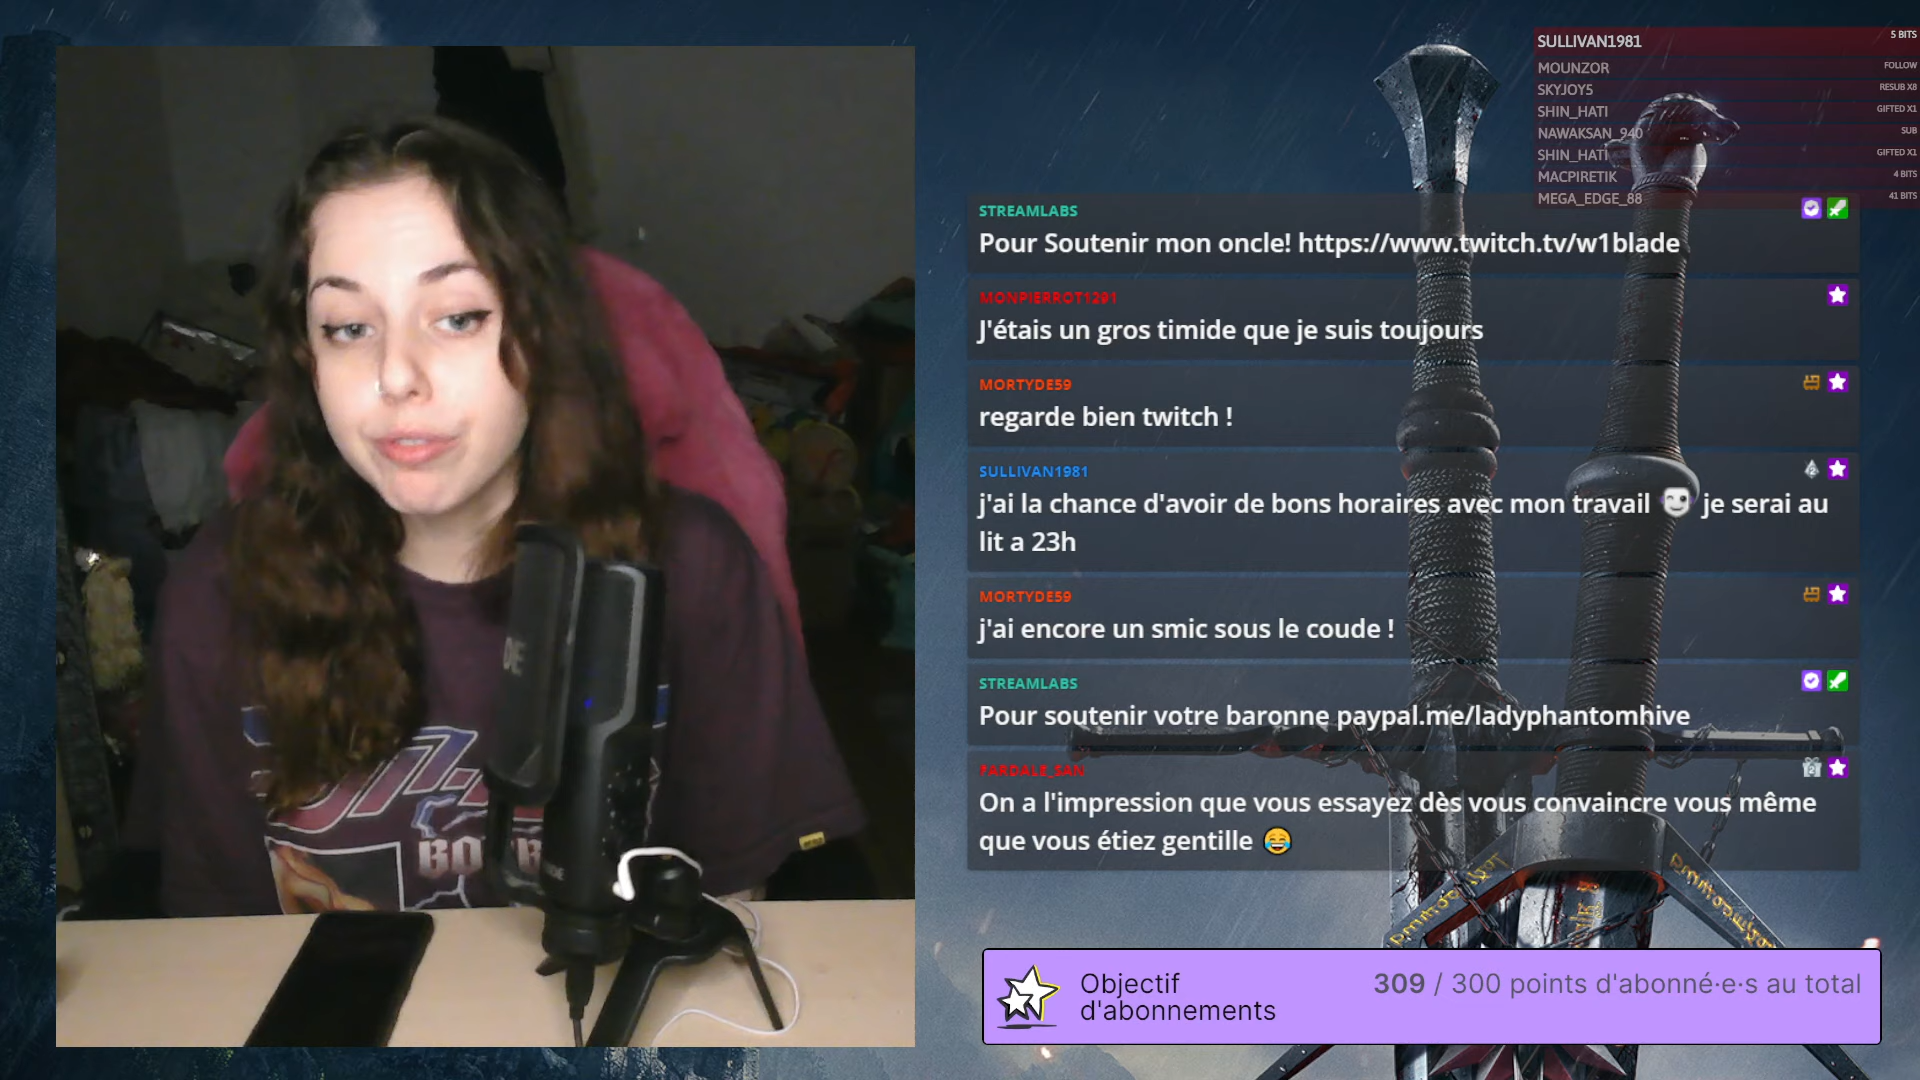 SULLIVAN1981 5 BITS
MOUNZOR FOLLOW
SKYJOY5 RESUB X8
SHIN_HATI GIFTED X1
NAWAKSAN_940 SUB
SHIN_HATI GIFTED X1
MACPIRETIK 4 BITS
MEGA_EDGE_88 41 BITS
STREAMLABS
Pour Soutenir mon oncle! https://www.twitch.tv/w1blade
MONPIERROT1291
J'étais un gros timide que je suis toujours
MORTYDE59
regarde bien twitch !
SULLIVAN1981
j'ai la chance d'avoir de bons horaires avec mon travail je serai au
lit a 23h
MORTYDE59
j'ai encore un smic sous le coude !
STREAMLABS
Pour soutenir votre baronne paypal.me/ladyphantomhive
PARDALE_SAN
On a l'impression que vous essayez dès vous convaincre vous même
que vous étiez gentille
Objectif
d'abonnements
309 / 300 points d'abonné·e·s au total